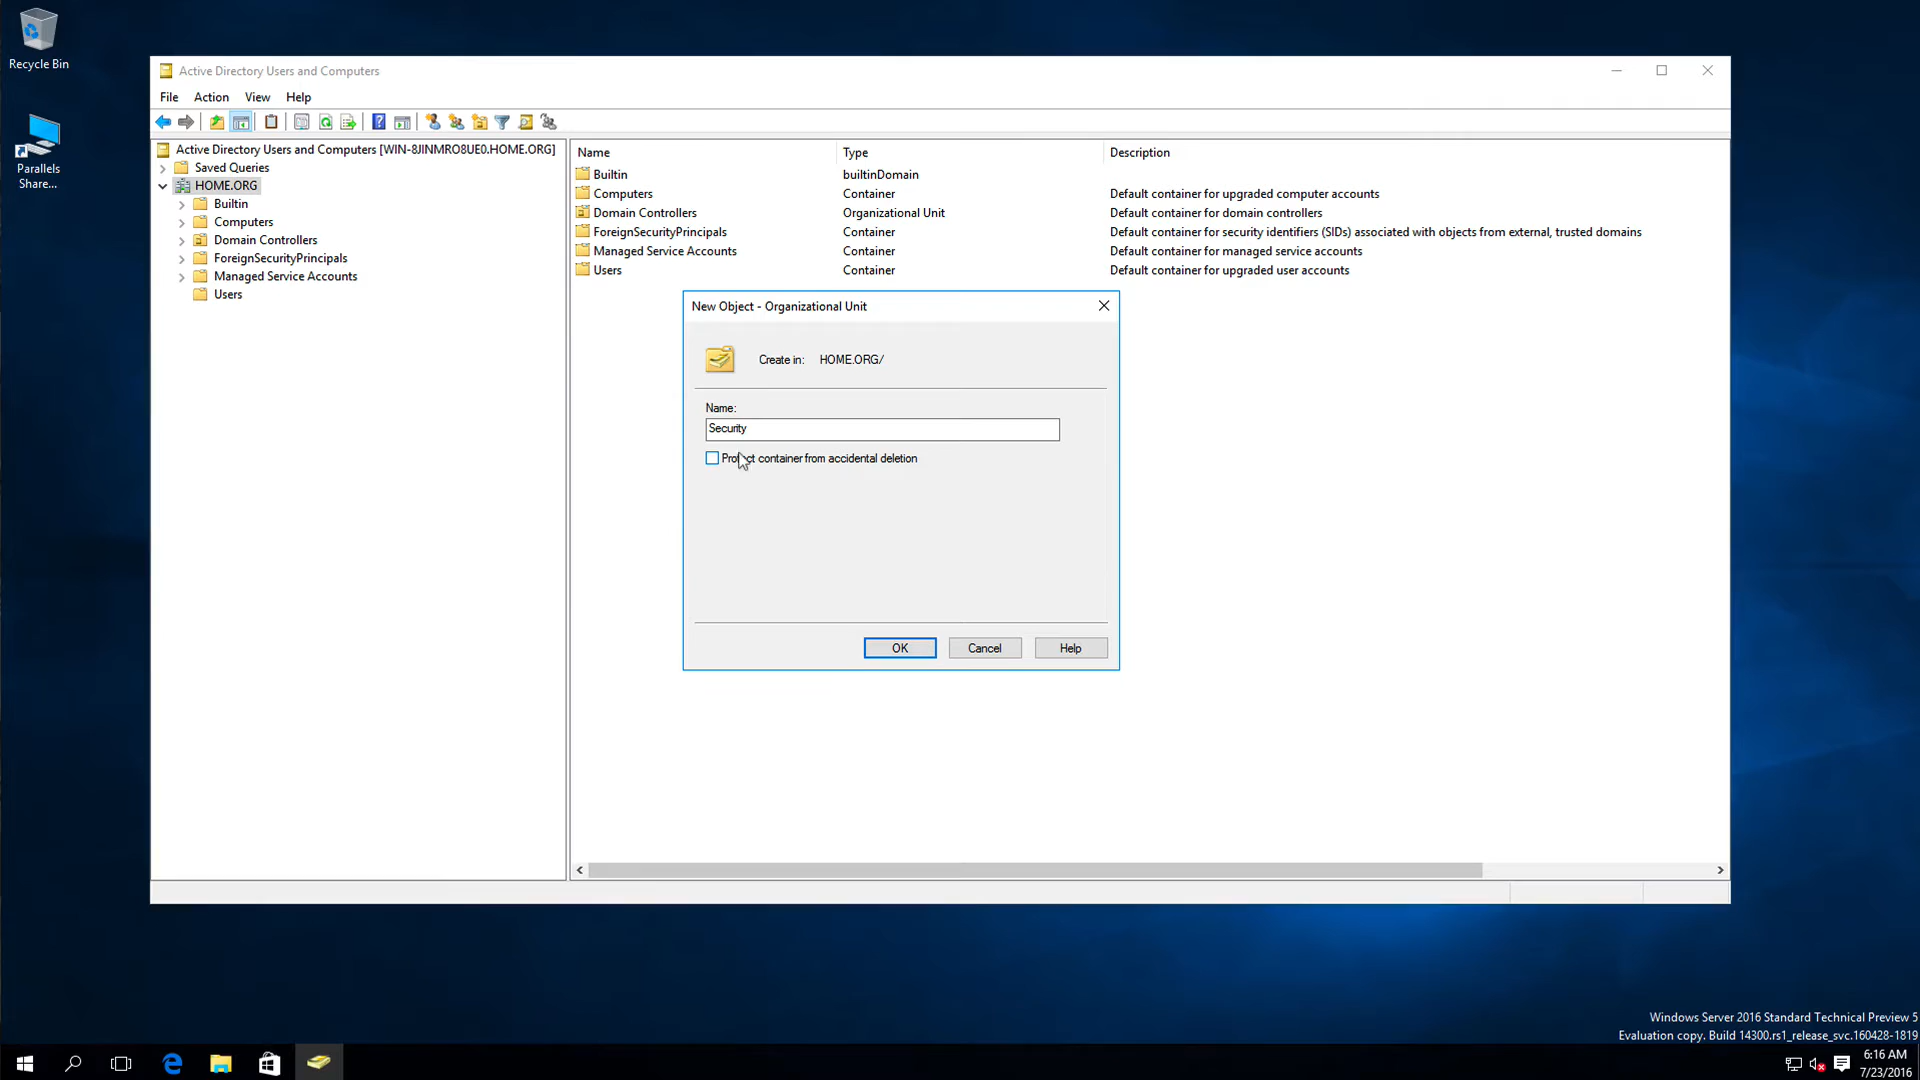 Recycle Bin
Parallels
Share...
Active Directory Users and Computers
File Action View Help
Active Directory Users and Computers [WIN-8JINMRO8UE0.HOME.ORG]
Saved Queries
HOME.ORG
Builtin
Computers
Domain Controllers
ForeignSecurityPrincipals
Managed Service Accounts
Users
Name Type Description
Builtin builtinDomain
Computers Container Default container for upgraded computer accounts
Domain Controllers Organizational Unit Default container for domain controllers
ForeignSecurityPrincipals Container Default container for security identifiers (SIDs) associated with objects from external, trusted domains
Managed Service Accounts Container Default container for managed service accounts
Users Container Default container for upgraded user accounts
New Object - Organizational Unit
Create in: HOME.ORG/
Name:
Security
Protect container from accidental deletion
OK Cancel Help
Windows Server 2016 Standard Technical Preview 5
Evaluation copy. Build 14300.rs1_release_svc.160428-1819
6:16 AM
7/23/2016